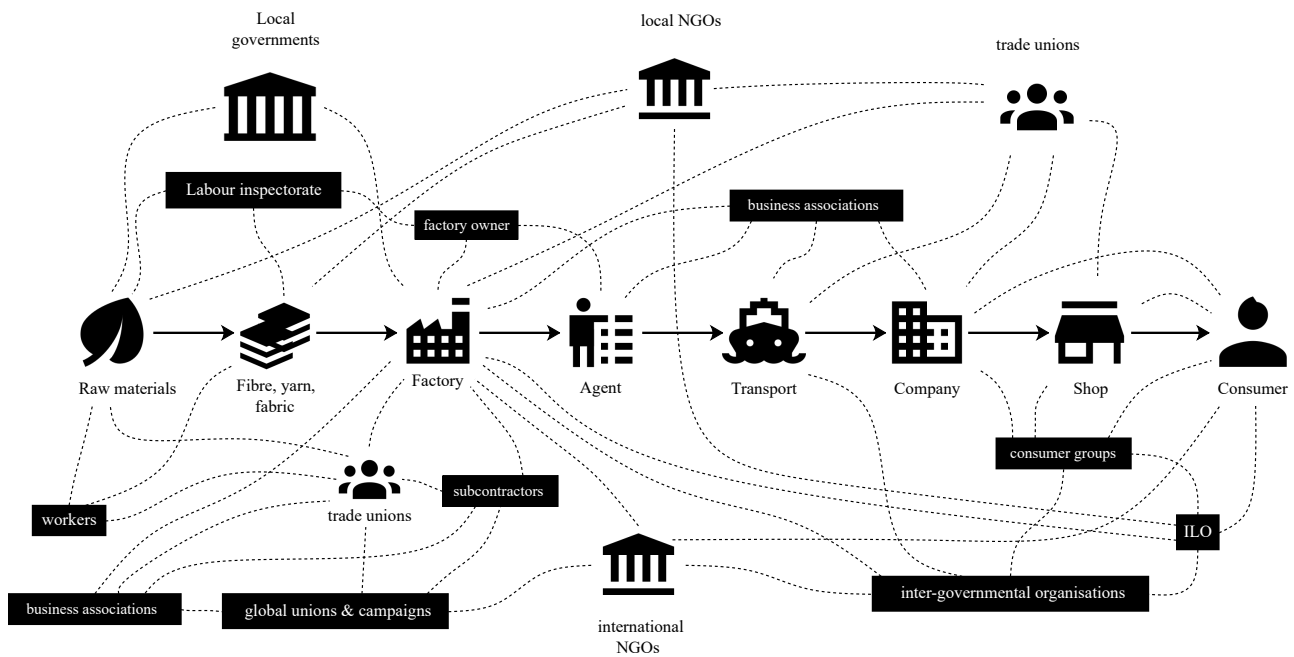 Local
governments
local NGOs
trade unions
Labour inspectorate
factory owner
business associations
Raw materials
Fibre, yarn,
fabric
Factory
Agent
Transport
Company
Shop
Consumer
consumer groups
workers
trade unions
subcontractors
ILO
business associations
global unions & campaigns
inter-governmental organisations
international
NGOs